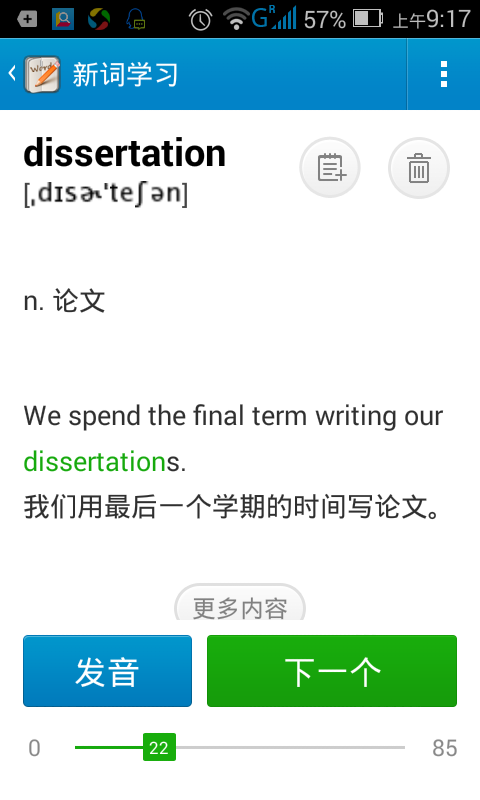 57% 上午9:17
新词学习
dissertation
[ˌdɪsɚ'teʃən]
n. 论文
We spend the final term writing our
dissertations.
我们用最后一个学期的时间写论文。
更多内容
发音 下一个
0 22 85